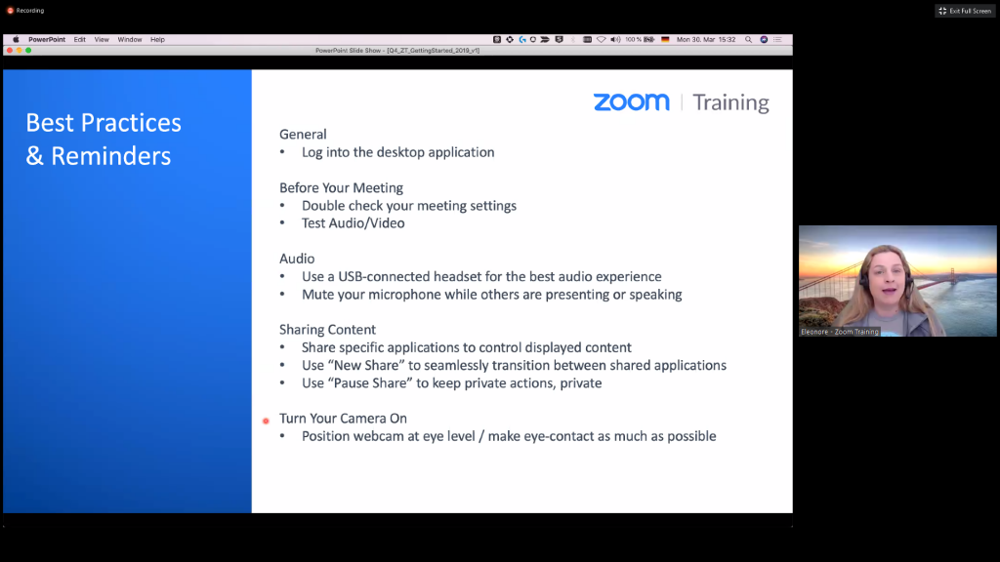 Recording
Exit Full Screen
PowerPoint Edit View Window Help
100 % Mon 30. Mar 15:32
PowerPoint Slide Show - [Q4_ZT_GettingStarted_2019_v1]
Best Practices
& Reminders
zoom | Training
General
• Log into the desktop application
Before Your Meeting
• Double check your meeting settings
• Test Audio/Video
Audio
• Use a USB-connected headset for the best audio experience
• Mute your microphone while others are presenting or speaking
Sharing Content
• Share specific applications to control displayed content
• Use “New Share” to seamlessly transition between shared applications
• Use “Pause Share” to keep private actions, private
Turn Your Camera On
• Position webcam at eye level / make eye-contact as much as possible
Eleonore - Zoom Training